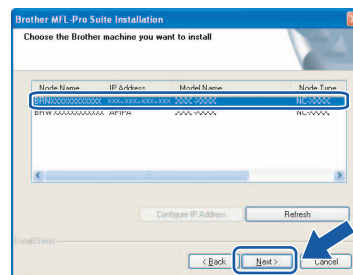 Brother MFL-Pro Suite Installation
Choose the Brother machine you want to install
Node Name IP Address Model Name Node Type
BRNXXXXXXXXXXXX xxx.xxx.xxx.xxx XXX-XXXX NC-XXXX
BRWXXXXXXXXXXXX APIPA XXX-XXXX NC-XXXX
Configure IP Address Refresh
InstallShield
< Back Next > Cancel